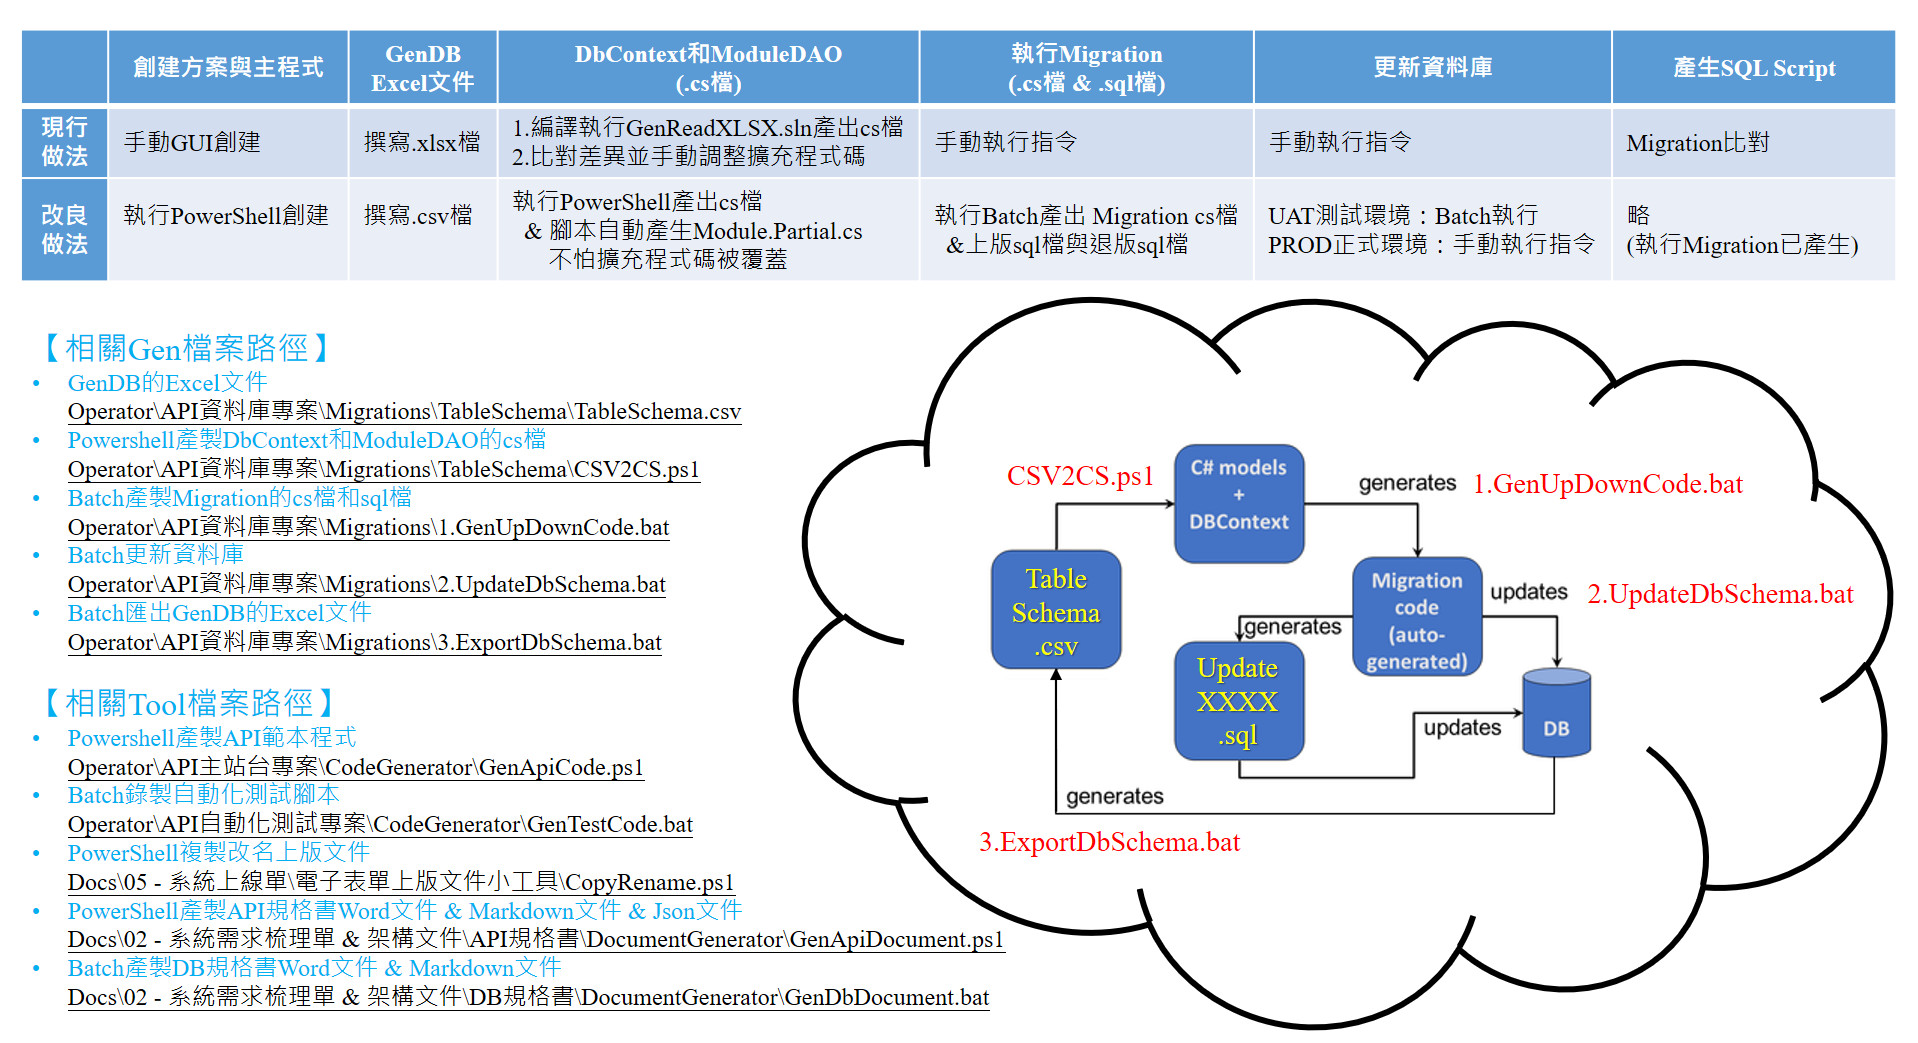 創建方案與主程式
GenDB
Excel文件
DbContext和ModuleDAO
(.cs檔)
執行Migration
(.cs檔 & .sql檔)
更新資料庫
產生SQL Script
現行
做法
手動GUI創建
撰寫.xlsx檔
1.編譯執行GenReadXLSX.sln產出cs檔
2.比對差異並手動調整擴充程式碼
手動執行指令
手動執行指令
Migration比對
改良
做法
執行PowerShell創建
撰寫.csv檔
執行PowerShell產出cs檔
& 腳本自動產生Module.Partial.cs
不怕擴充程式碼被覆蓋
執行Batch產出 Migration cs檔
&上版sql檔與退版sql檔
UAT測試環境：Batch執行
PROD正式環境：手動執行指令
略
(執行Migration已產生)
【相關Gen檔案路徑】
• GenDB的Excel文件
Operator\API資料庫專案\Migrations\TableSchema\TableSchema.csv
• Powershell產製DbContext和ModuleDAO的cs檔
Operator\API資料庫專案\Migrations\TableSchema\CSV2CS.ps1
• Batch產製Migration的cs檔和sql檔
Operator\API資料庫專案\Migrations\1.GenUpDownCode.bat
• Batch更新資料庫
Operator\API資料庫專案\Migrations\2.UpdateDbSchema.bat
• Batch匯出GenDB的Excel文件
Operator\API資料庫專案\Migrations\3.ExportDbSchema.bat
【相關Tool檔案路徑】
• Powershell產製API範本程式
Operator\API主站台專案\CodeGenerator\GenApiCode.ps1
• Batch錄製自動化測試腳本
Operator\API自動化測試專案\CodeGenerator\GenTestCode.bat
• PowerShell複製改名上版文件
Docs\05 - 系統上線單\電子表單上版文件小工具\CopyRename.ps1
• PowerShell產製API規格書Word文件 & Markdown文件 & Json文件
Docs\02 - 系統需求梳理單 & 架構文件\API規格書\DocumentGenerator\GenApiDocument.ps1
• Batch產製DB規格書Word文件 & Markdown文件
Docs\02 - 系統需求梳理單 & 架構文件\DB規格書\DocumentGenerator\GenDbDocument.bat
CSV2CS.ps1
C# models
+
DBContext
generates
1.GenUpDownCode.bat
Table
Schema
.csv
Migration
code
(auto-
generated)
updates
2.UpdateDbSchema.bat
generates
Update
XXXX
.sql
updates
DB
generates
3.ExportDbSchema.bat